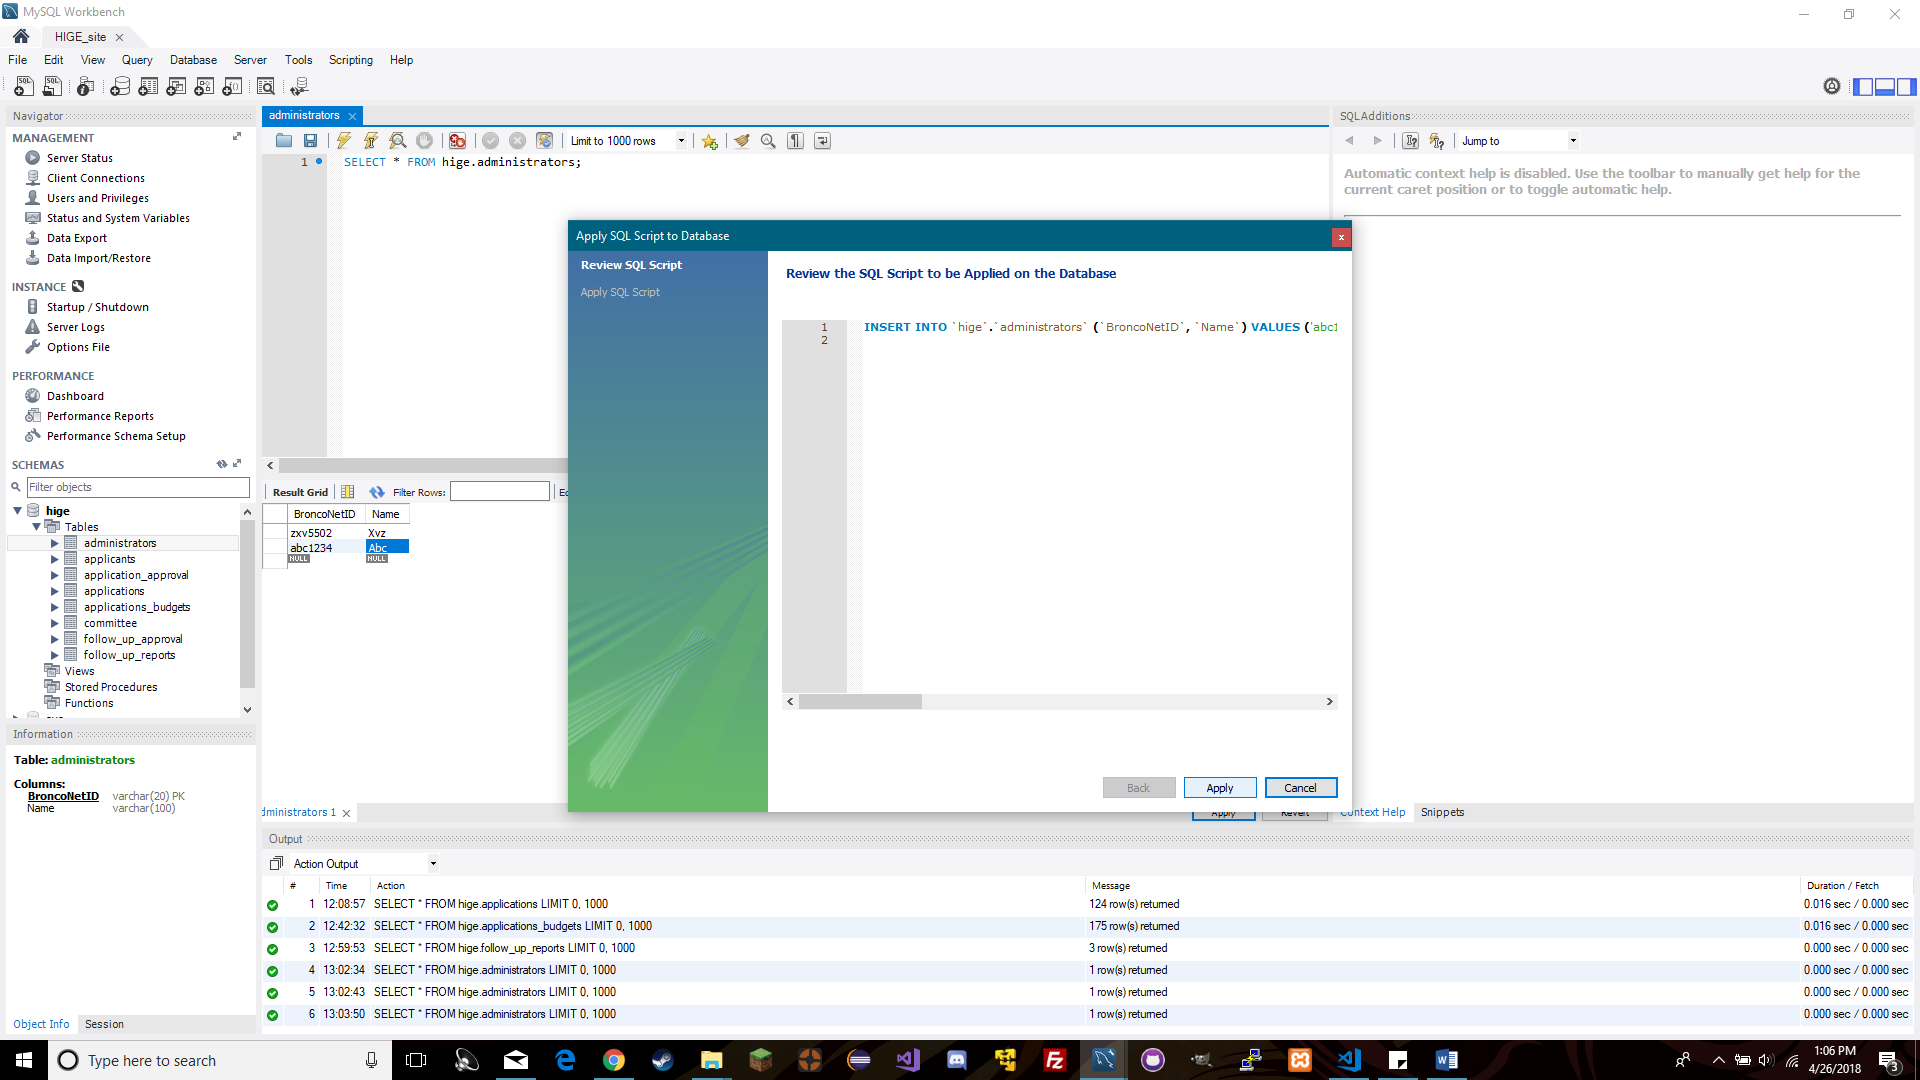 MySQL Workbench
HIGE_site
File Edit View Query Database Server Tools Scripting Help
Navigator
MANAGEMENT
Server Status
Client Connections
Users and Privileges
Status and System Variables
Data Export
Data Import/Restore
INSTANCE
Startup / Shutdown
Server Logs
Options File
PERFORMANCE
Dashboard
Performance Reports
Performance Schema Setup
SCHEMAS
Filter objects
hige
Tables
administrators
applicants
application_approval
applications
applications_budgets
committee
follow_up_approval
follow_up_reports
Views
Stored Procedures
Functions
Information
Table: administrators
Columns:
BroncoNetID varchar(20) PK
Name varchar(100)
Object Info Session
administrators
Limit to 1000 rows
1 SELECT * FROM hige.administrators;
Result Grid Filter Rows:
BroncoNetID Name
zxv5502 Xvz
abc1234 Abc
NULL NULL
Apply SQL Script to Database
x
Review SQL Script
Apply SQL Script
Review the SQL Script to be Applied on the Database
1 INSERT INTO `hige`.`administrators` (`BroncoNetID`, `Name`) VALUES ('abc1
2
Back Apply Cancel
dministrators 1
Apply Revert
SQLAdditions
Jump to
Automatic context help is disabled. Use the toolbar to manually get help for the
current caret position or to toggle automatic help.
Context Help Snippets
Output
Action Output
# Time Action Message Duration / Fetch
1 12:08:57 SELECT * FROM hige.applications LIMIT 0, 1000 124 row(s) returned 0.016 sec / 0.000 sec
2 12:42:32 SELECT * FROM hige.applications_budgets LIMIT 0, 1000 175 row(s) returned 0.016 sec / 0.000 sec
3 12:59:53 SELECT * FROM hige.follow_up_reports LIMIT 0, 1000 3 row(s) returned 0.000 sec / 0.000 sec
4 13:02:34 SELECT * FROM hige.administrators LIMIT 0, 1000 1 row(s) returned 0.000 sec / 0.000 sec
5 13:02:43 SELECT * FROM hige.administrators LIMIT 0, 1000 1 row(s) returned 0.000 sec / 0.000 sec
6 13:03:50 SELECT * FROM hige.administrators LIMIT 0, 1000 1 row(s) returned 0.000 sec / 0.000 sec
Type here to search
1:06 PM
4/26/2018
3